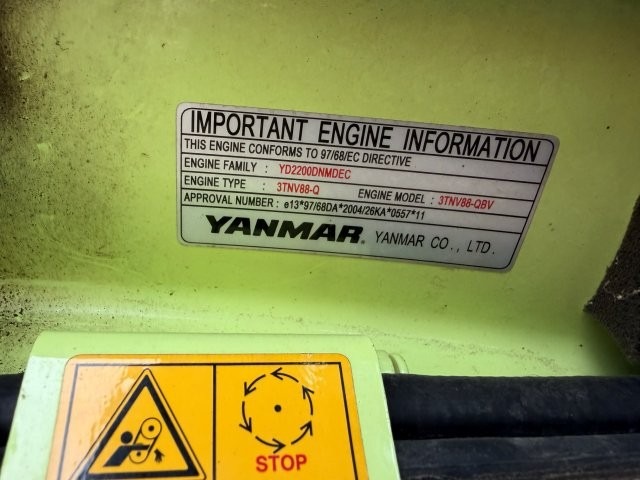 IMPORTANT ENGINE INFORMATION
THIS ENGINE CONFORMS TO 97/68/EC DIRECTIVE
ENGINE FAMILY : YD2200DNMDEC
ENGINE TYPE : 3TNV88-Q ENGINE MODEL : 3TNV88-QBV
APPROVAL NUMBER : e13*97/68DA*2004/26KA*0557*11
YANMAR. YANMAR CO., LTD.
STOP